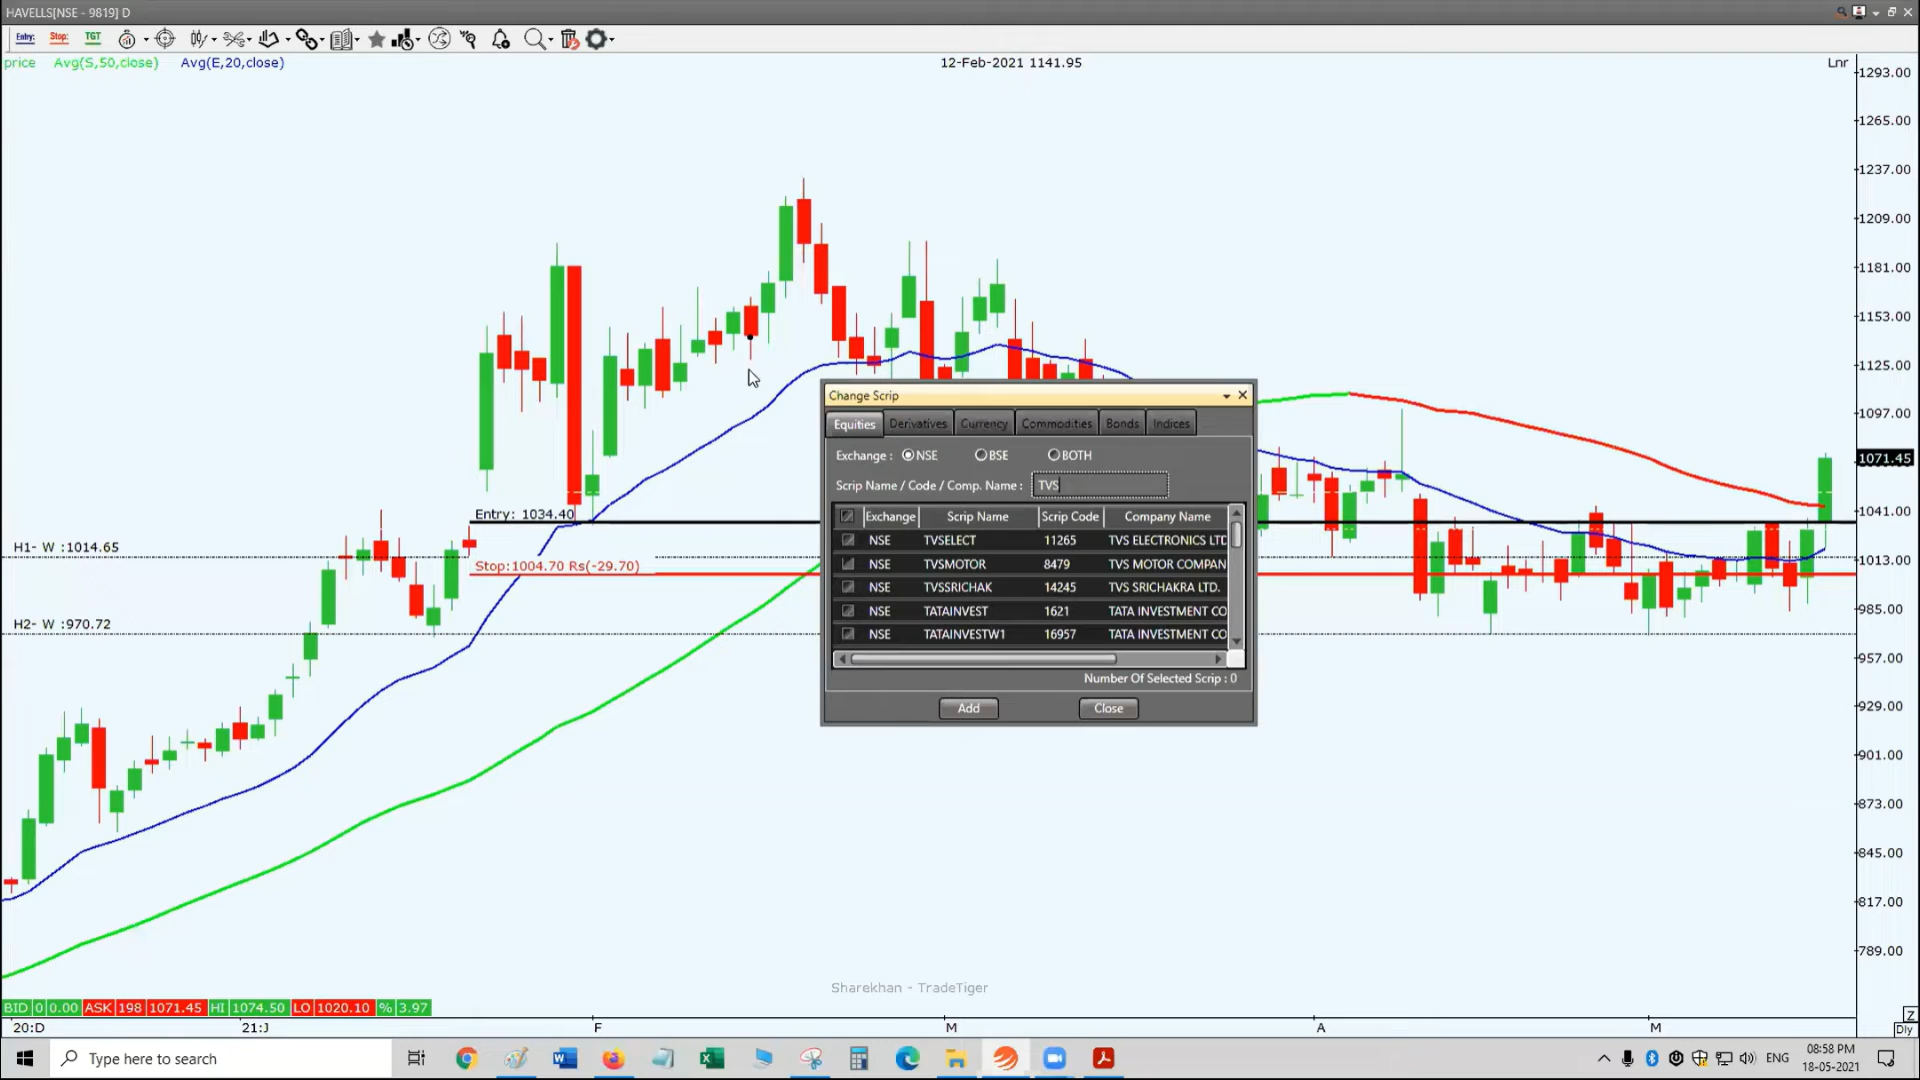 HAVELLS[NSE - 9819] D
Entry: Stop: TGT
price Avg(S,50,close) Avg(E,20,close) 12-Feb-2021 1141.95 Lnr
1293.00
1265.00
1237.00
1209.00
1181.00
1153.00
1125.00
1097.00
1071.45
1041.00
1013.00
985.00
957.00
929.00
901.00
873.00
845.00
817.00
789.00
Entry: 1034.40
H1- W :1014.65
Stop:1004.70 Rs(-29.70)
H2- W :970.72
Change Scrip
Equities Derivatives Currency Commodities Bonds Indices
Exchange : NSE BSE BOTH
Scrip Name / Code / Comp. Name : TVS
Exchange Scrip Name Scrip Code Company Name
NSE TVSELECT 11265 TVS ELECTRONICS LTD
NSE TVSMOTOR 8479 TVS MOTOR COMPAN
NSE TVSSRICHAK 14245 TVS SRICHAKRA LTD.
NSE TATAINVEST 1621 TATA INVESTMENT CO
NSE TATAINVESTW1 16957 TATA INVESTMENT CO
Number Of Selected Scrip : 0
Add Close
Sharekhan - TradeTiger
BID 0 0.00 ASK 198 1071.45 HI 1074.50 LO 1020.10 % 3.97
Z
20:D 21:J F M A M Dly
Type here to search
ENG 08:58 PM
18-05-2021